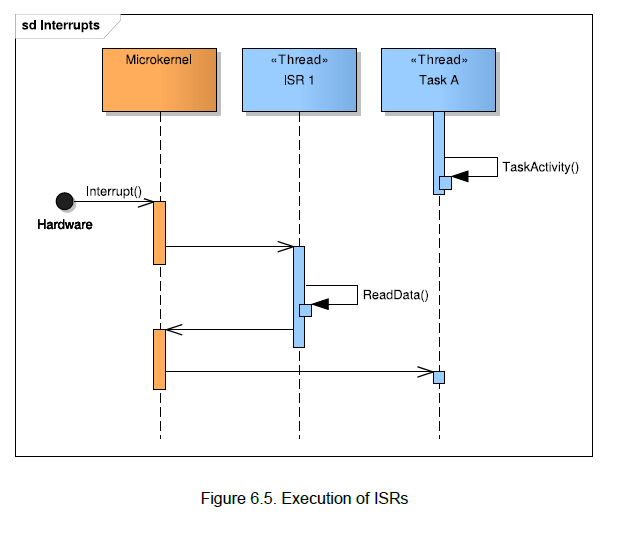 sd Interrupts
Microkernel
«Thread»
ISR 1
«Thread»
Task A
TaskActivity()
Interrupt()
Hardware
ReadData()
Figure 6.5. Execution of ISRs